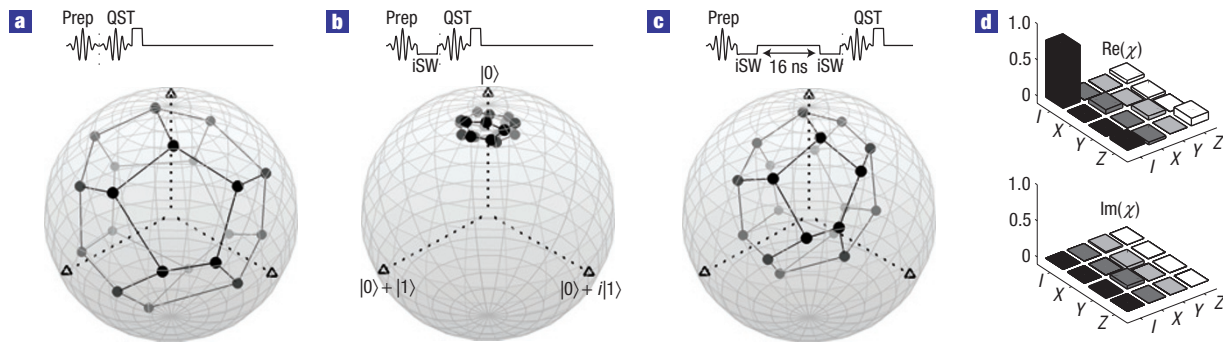 a
Prep QST
b
Prep QST
iSW
|0⟩
|0⟩ + |1⟩
|0⟩ + i|1⟩
c
Prep QST
iSW 16 ns iSW
d
Re(χ)
1.0
0.5
0
I X Y Z
I X Y Z
Im(χ)
1.0
0.5
0
I X Y Z